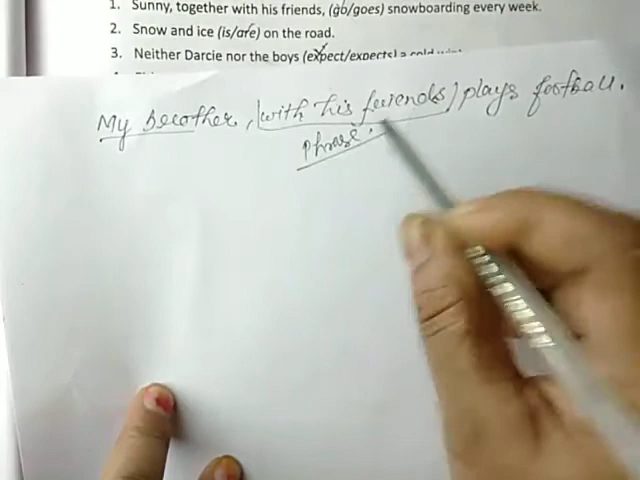 1. Sunny, together with his friends, (go/goes) snowboarding every week.
2. Snow and ice (is/are) on the road.
3. Neither Darcie nor the boys (expect/expects) a cold
My brother, (with his friends) plays football.
phrase.